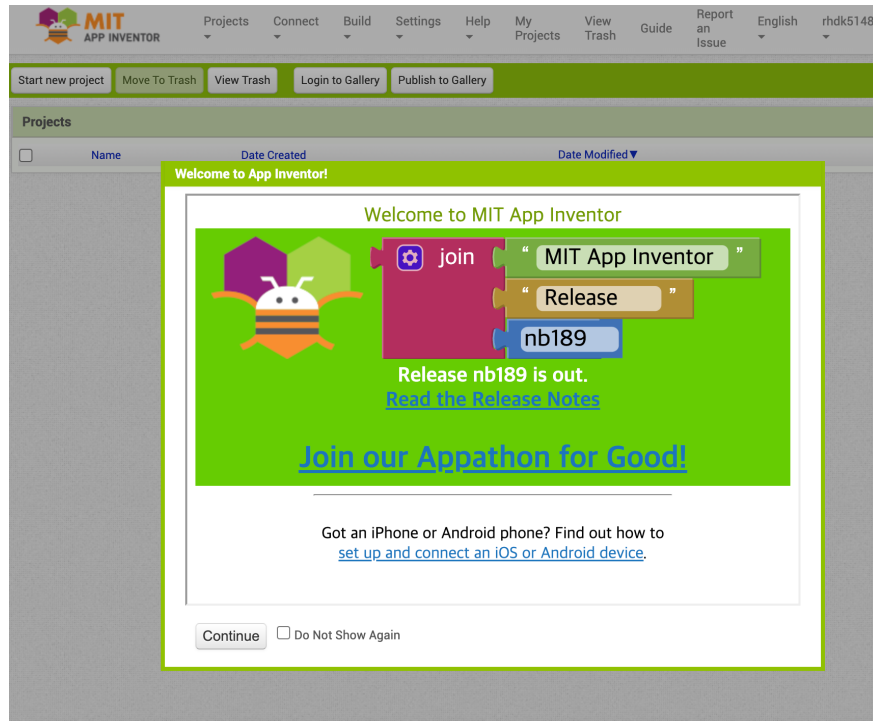 MIT
APP INVENTOR
Projects Connect Build Settings Help My Projects View Trash Guide Report an Issue English rhdk5148
Start new project Move To Trash View Trash Login to Gallery Publish to Gallery
Projects
Name Date Created Date Modified▼
Welcome to App Inventor!
Welcome to MIT App Inventor
join “ MIT App Inventor ”
“ Release ”
nb189
Release nb189 is out.
Read the Release Notes
Join our Appathon for Good!
Got an iPhone or Android phone? Find out how to
set up and connect an iOS or Android device.
Continue Do Not Show Again